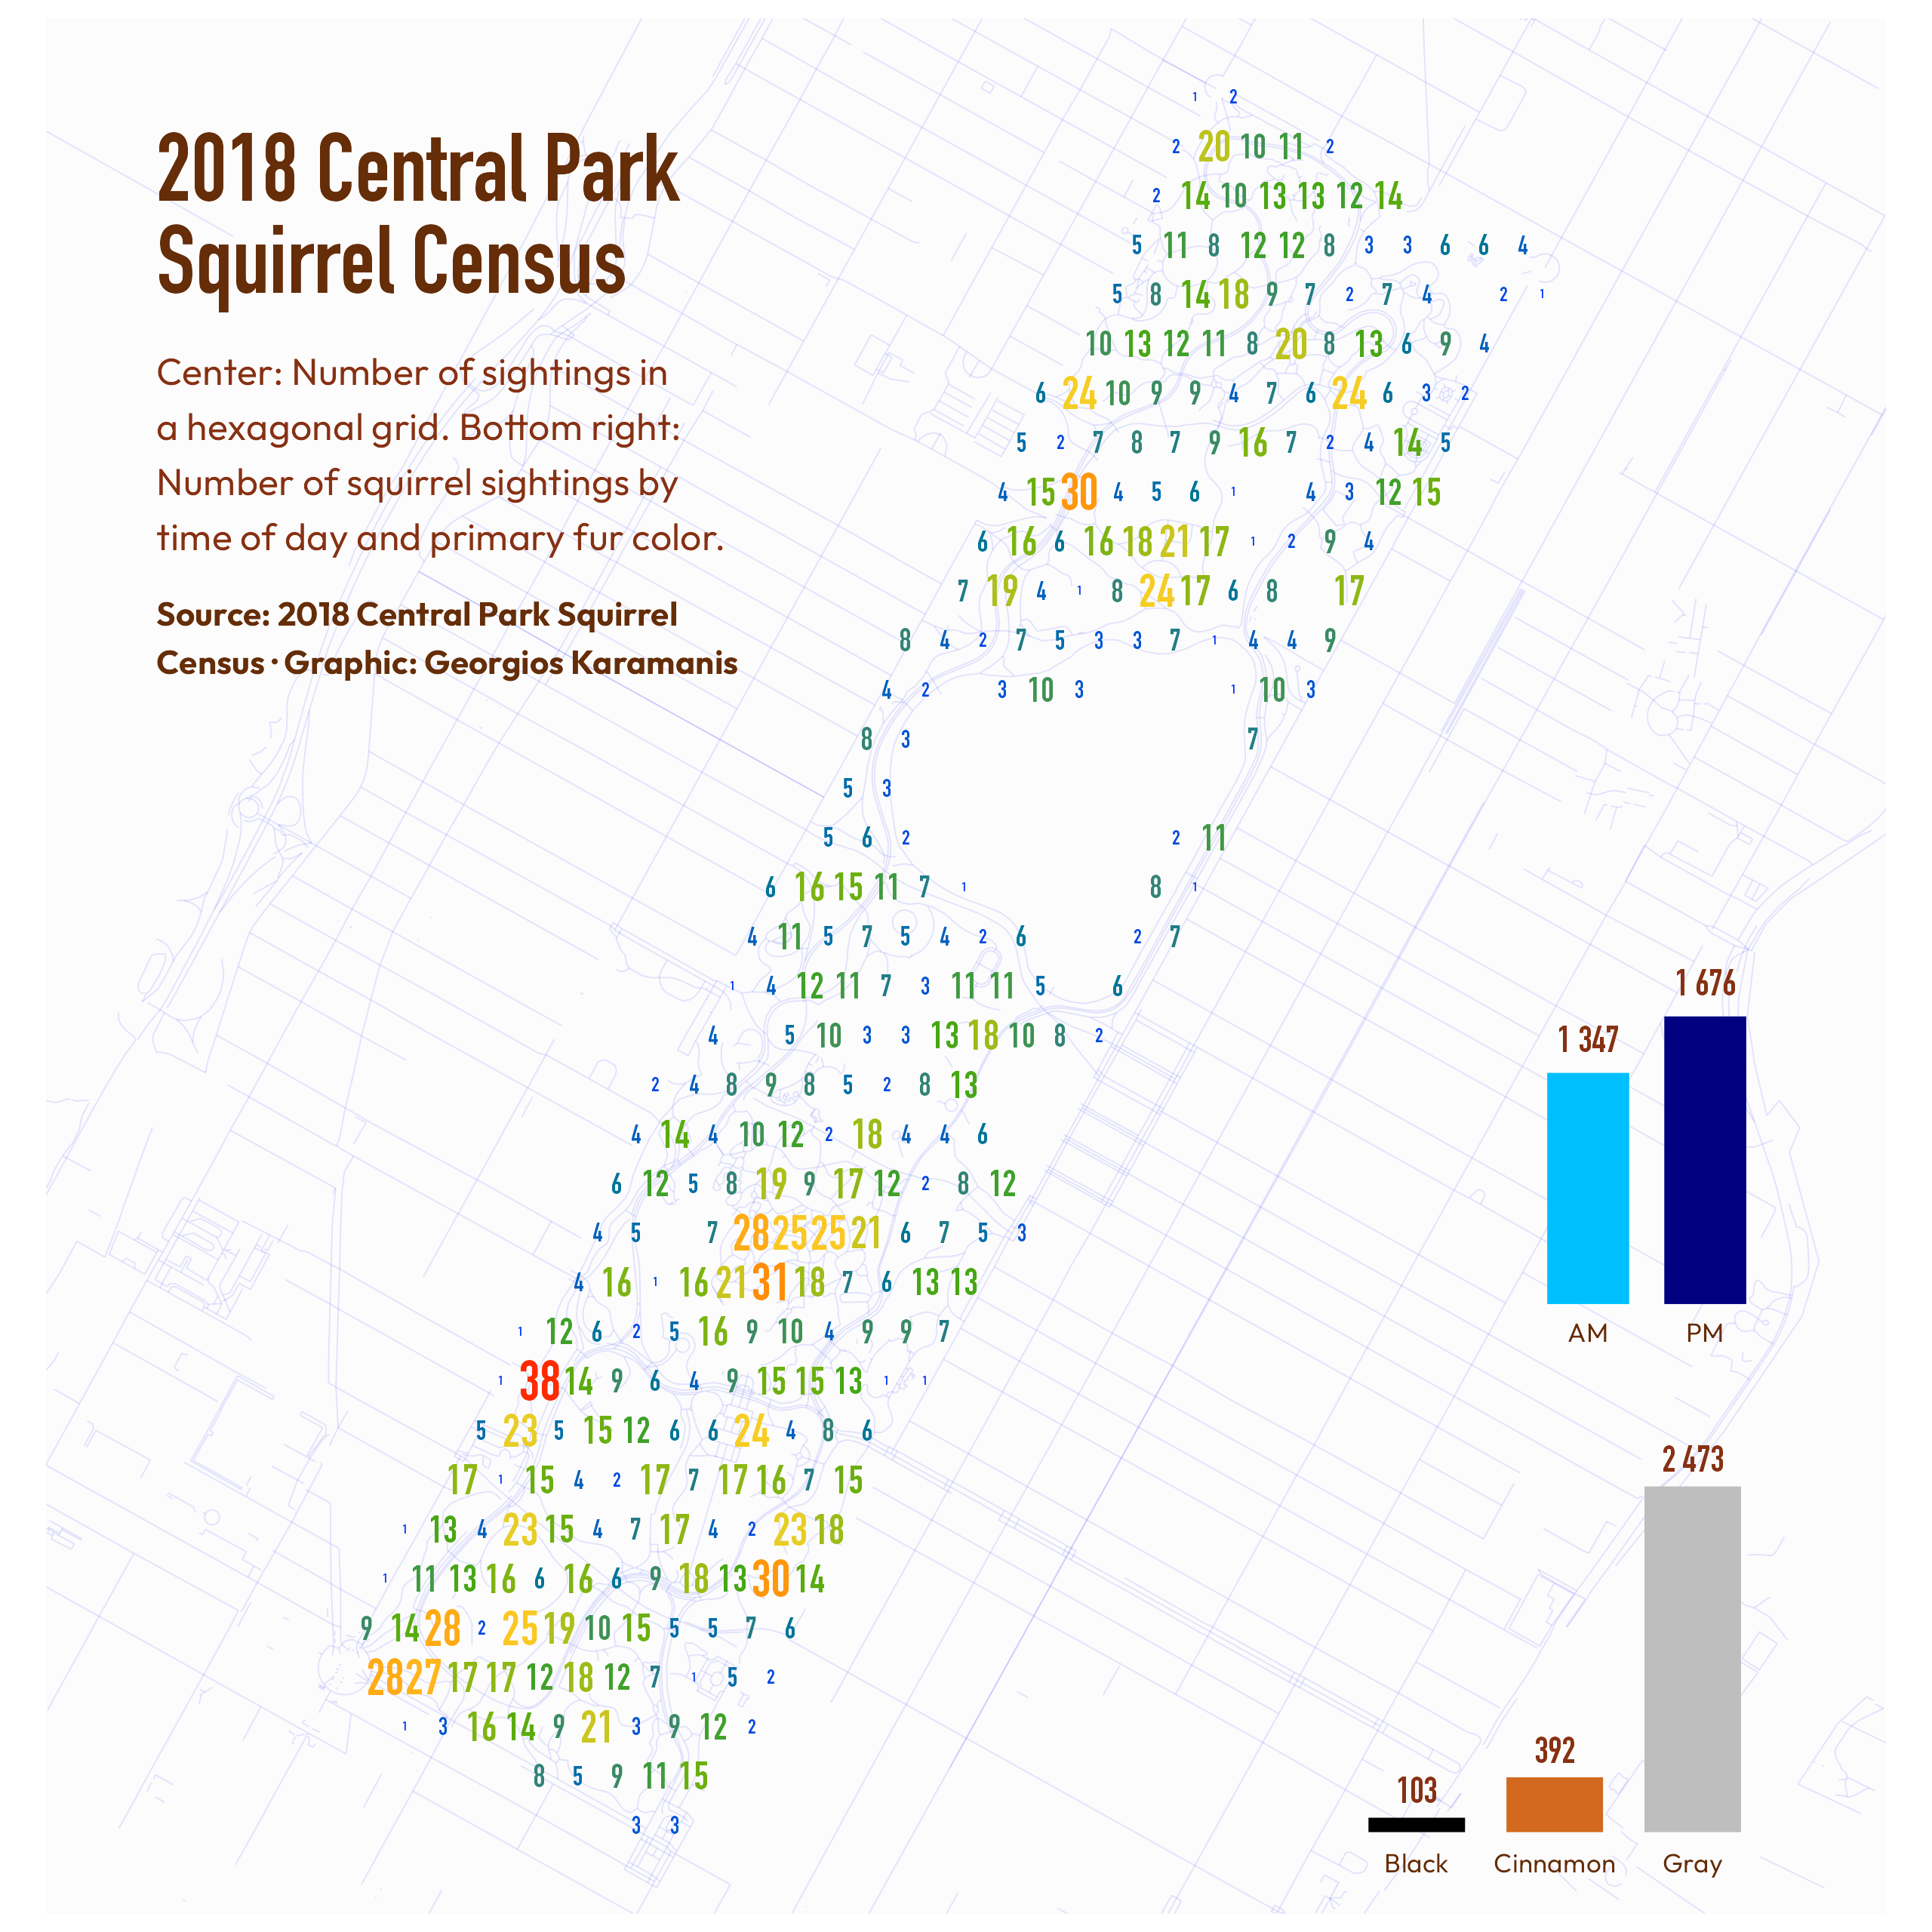 2018 Central Park
Squirrel Census
Center: Number of sightings in
a hexagonal grid. Bottom right:
Number of squirrel sightings by
time of day and primary fur color.
Source: 2018 Central Park Squirrel
Census · Graphic: Georgios Karamanis
1 2
2 20 10 11 2
2 14 10 13 13 12 14
5 11 8 12 12 8 3 3 6 6 4
5 8 14 18 9 7 2 7 4 2 1
10 13 12 11 8 20 8 13 6 9 4
6 24 10 9 9 4 7 6 24 6 3 2
5 2 7 8 7 9 16 7 2 4 14 5
4 15 30 4 5 6 1 4 3 12 15
6 16 6 16 18 21 17 1 2 9 4
7 19 4 1 8 24 17 6 8 17
8 4 2 7 5 3 3 7 1 4 4 9
4 2 3 10 3 1 10 3
8 3 7
5 3
5 6 2 2 11
6 16 15 11 7 1 8 1
4 11 5 7 5 4 2 6 2 7
1 4 12 11 7 3 11 11 5 6
4 5 10 3 3 13 18 10 8 2
2 4 8 9 8 5 2 8 13
4 14 4 10 12 2 18 4 4 6
6 12 5 8 19 9 17 12 2 8 12
4 5 7 28 25 25 21 6 7 5 3
4 16 1 16 21 31 18 7 6 13 13
1 12 6 2 5 16 9 10 4 9 9 7
1 38 14 9 6 4 9 15 15 13 1 1
5 23 5 15 12 6 6 24 4 8 6
17 1 15 4 2 17 7 17 16 7 15
1 13 4 23 15 4 7 17 4 2 23 18
1 11 13 16 6 16 6 9 18 13 30 14
9 14 28 2 25 19 10 15 5 5 7 6
28 27 17 17 12 18 12 7 1 5 2
1 3 16 14 9 21 3 9 12 2
8 5 9 11 15
3 3
1 676
1 347
AM PM
2 473
392
103
Black Cinnamon Gray